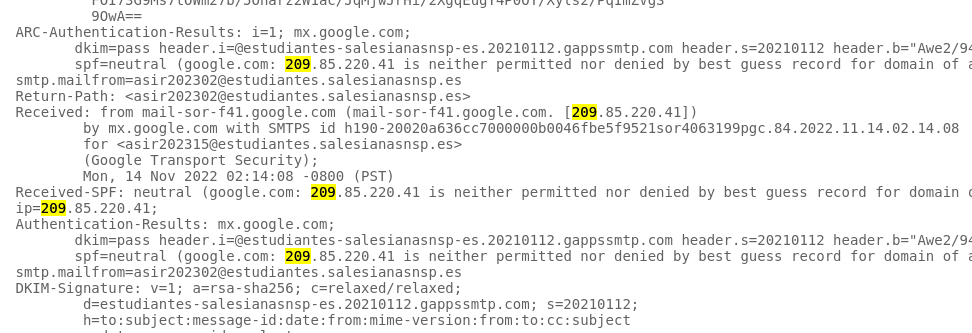 9OwA==
ARC-Authentication-Results: i=1; mx.google.com;
dkim=pass header.i=@estudiantes-salesianasnsp-es.20210112.gappssmtp.com header.s=20210112 header.b="Awe2/94
spf=neutral (google.com: 209.85.220.41 is neither permitted nor denied by best guess record for domain of a
smtp.mailfrom=asir202302@estudiantes.salesianasnsp.es
Return-Path: <asir202302@estudiantes.salesianasnsp.es>
Received: from mail-sor-f41.google.com (mail-sor-f41.google.com. [209.85.220.41])
by mx.google.com with SMTPS id h190-20020a636cc7000000b0046fbe5f9521sor4063199pgc.84.2022.11.14.02.14.08
for <asir202315@estudiantes.salesianasnsp.es>
(Google Transport Security);
Mon, 14 Nov 2022 02:14:08 -0800 (PST)
Received-SPF: neutral (google.com: 209.85.220.41 is neither permitted nor denied by best guess record for domain o
ip=209.85.220.41;
Authentication-Results: mx.google.com;
dkim=pass header.i=@estudiantes-salesianasnsp-es.20210112.gappssmtp.com header.s=20210112 header.b="Awe2/94
spf=neutral (google.com: 209.85.220.41 is neither permitted nor denied by best guess record for domain of a
smtp.mailfrom=asir202302@estudiantes.salesianasnsp.es
DKIM-Signature: v=1; a=rsa-sha256; c=relaxed/relaxed;
d=estudiantes-salesianasnsp-es.20210112.gappssmtp.com; s=20210112;
h=to:subject:message-id:date:from:mime-version:from:to:cc:subject